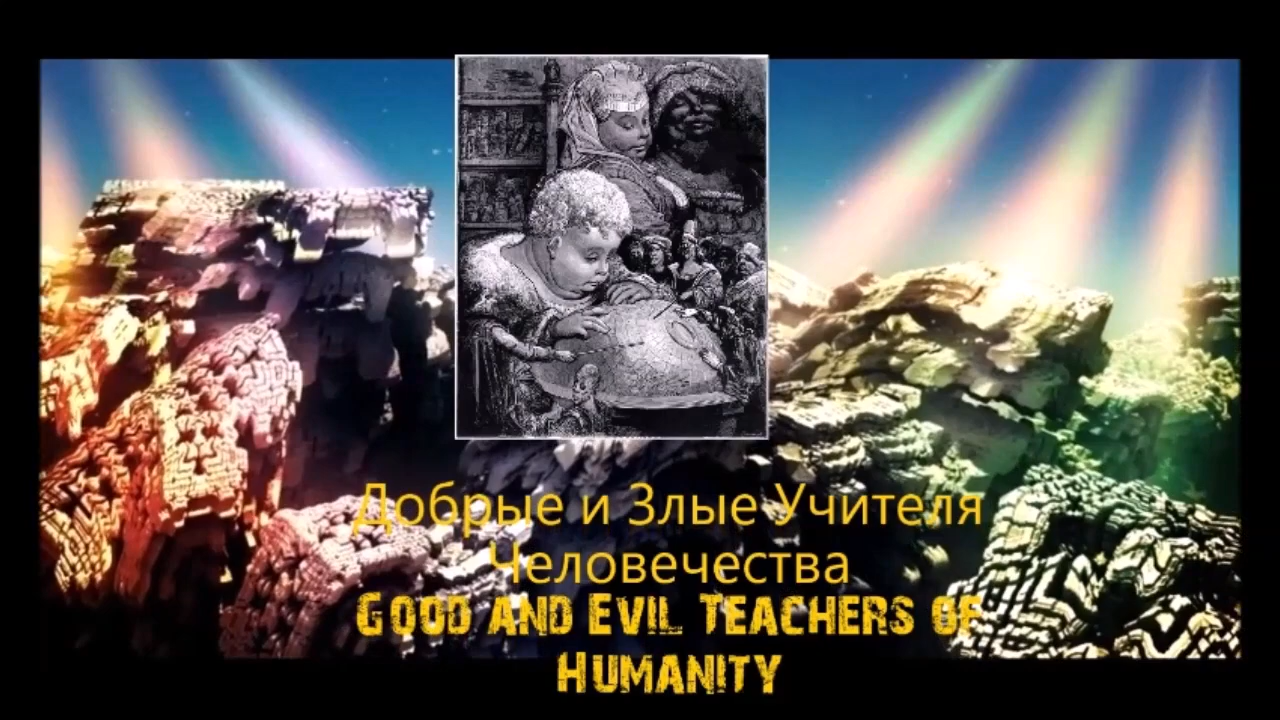 Добрые и Злые Учителя
Человечества
Good and Evil Teachers of
Humanity